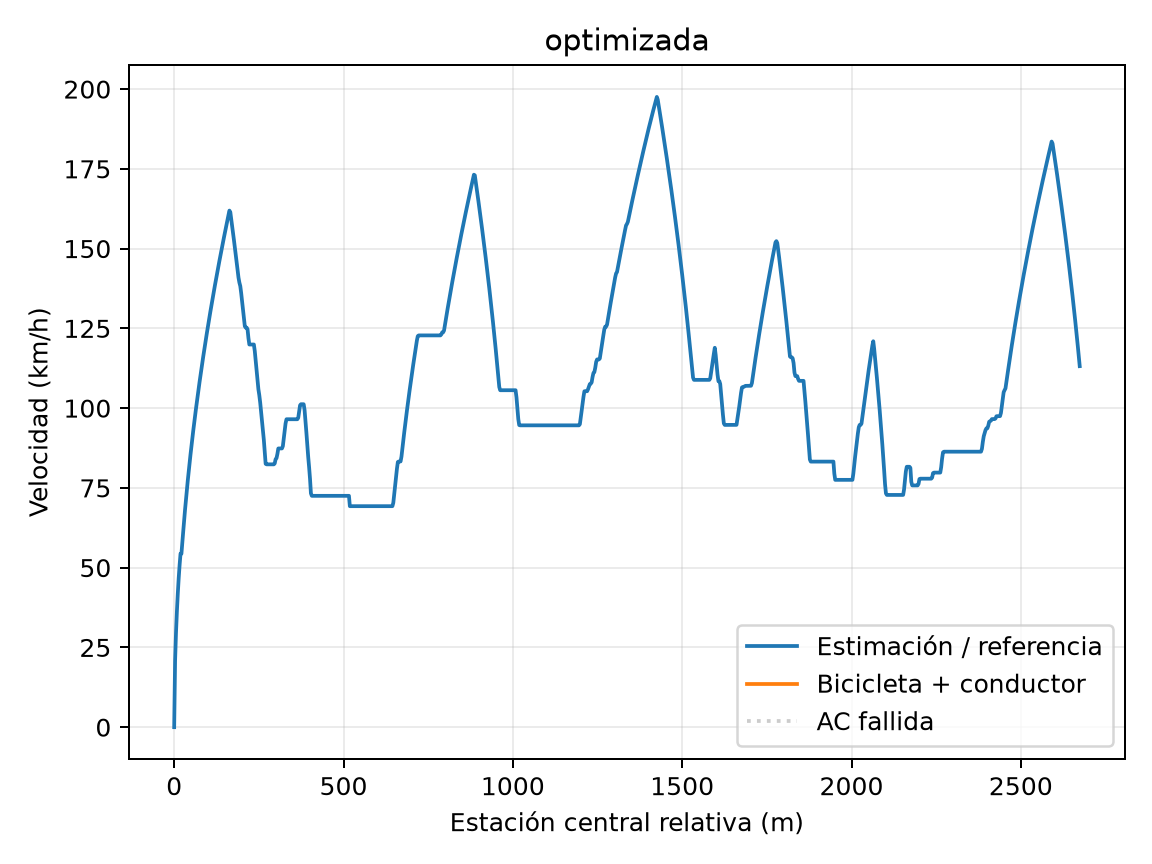 optimizada
Velocidad (km/h)
200
175
150
125
100
75
50
25
0
0 500 1000 1500 2000 2500
Estación central relativa (m)
Estimación / referencia
Bicicleta + conductor
AC fallida